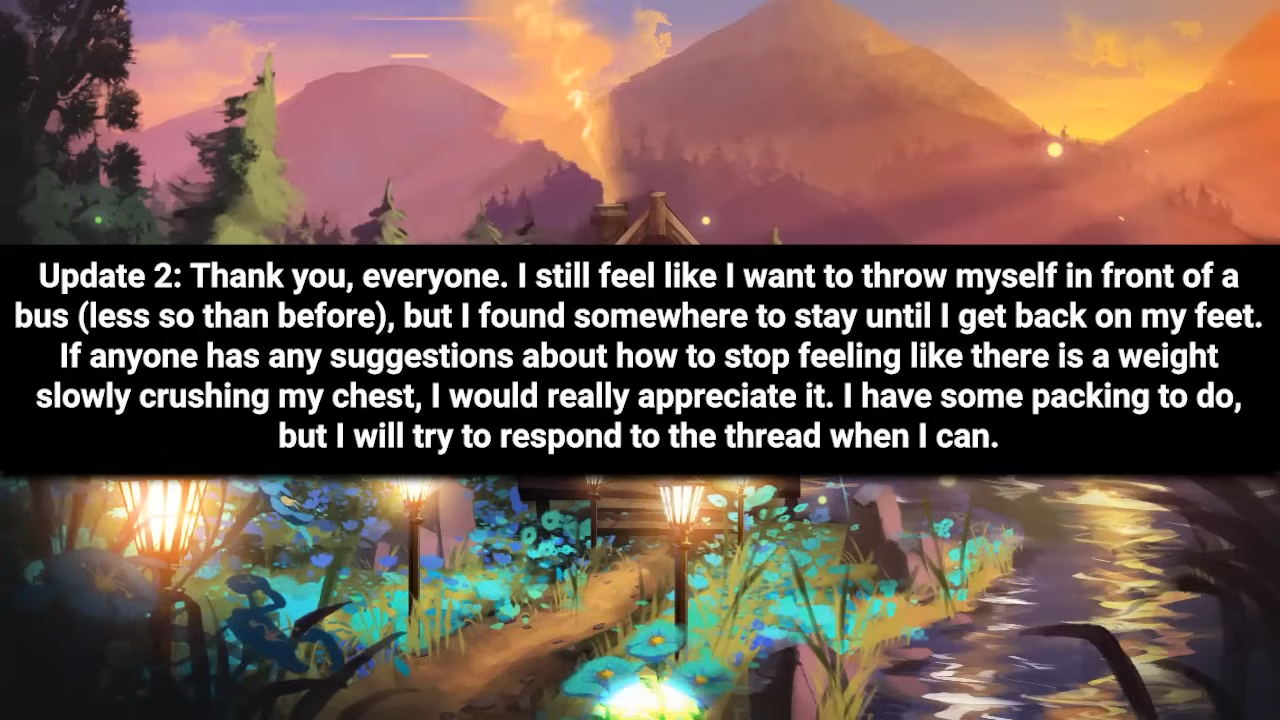 Update 2: Thank you, everyone. I still feel like I want to throw myself in front of a
bus (less so than before), but I found somewhere to stay until I get back on my feet.
If anyone has any suggestions about how to stop feeling like there is a weight
slowly crushing my chest, I would really appreciate it. I have some packing to do,
but I will try to respond to the thread when I can.